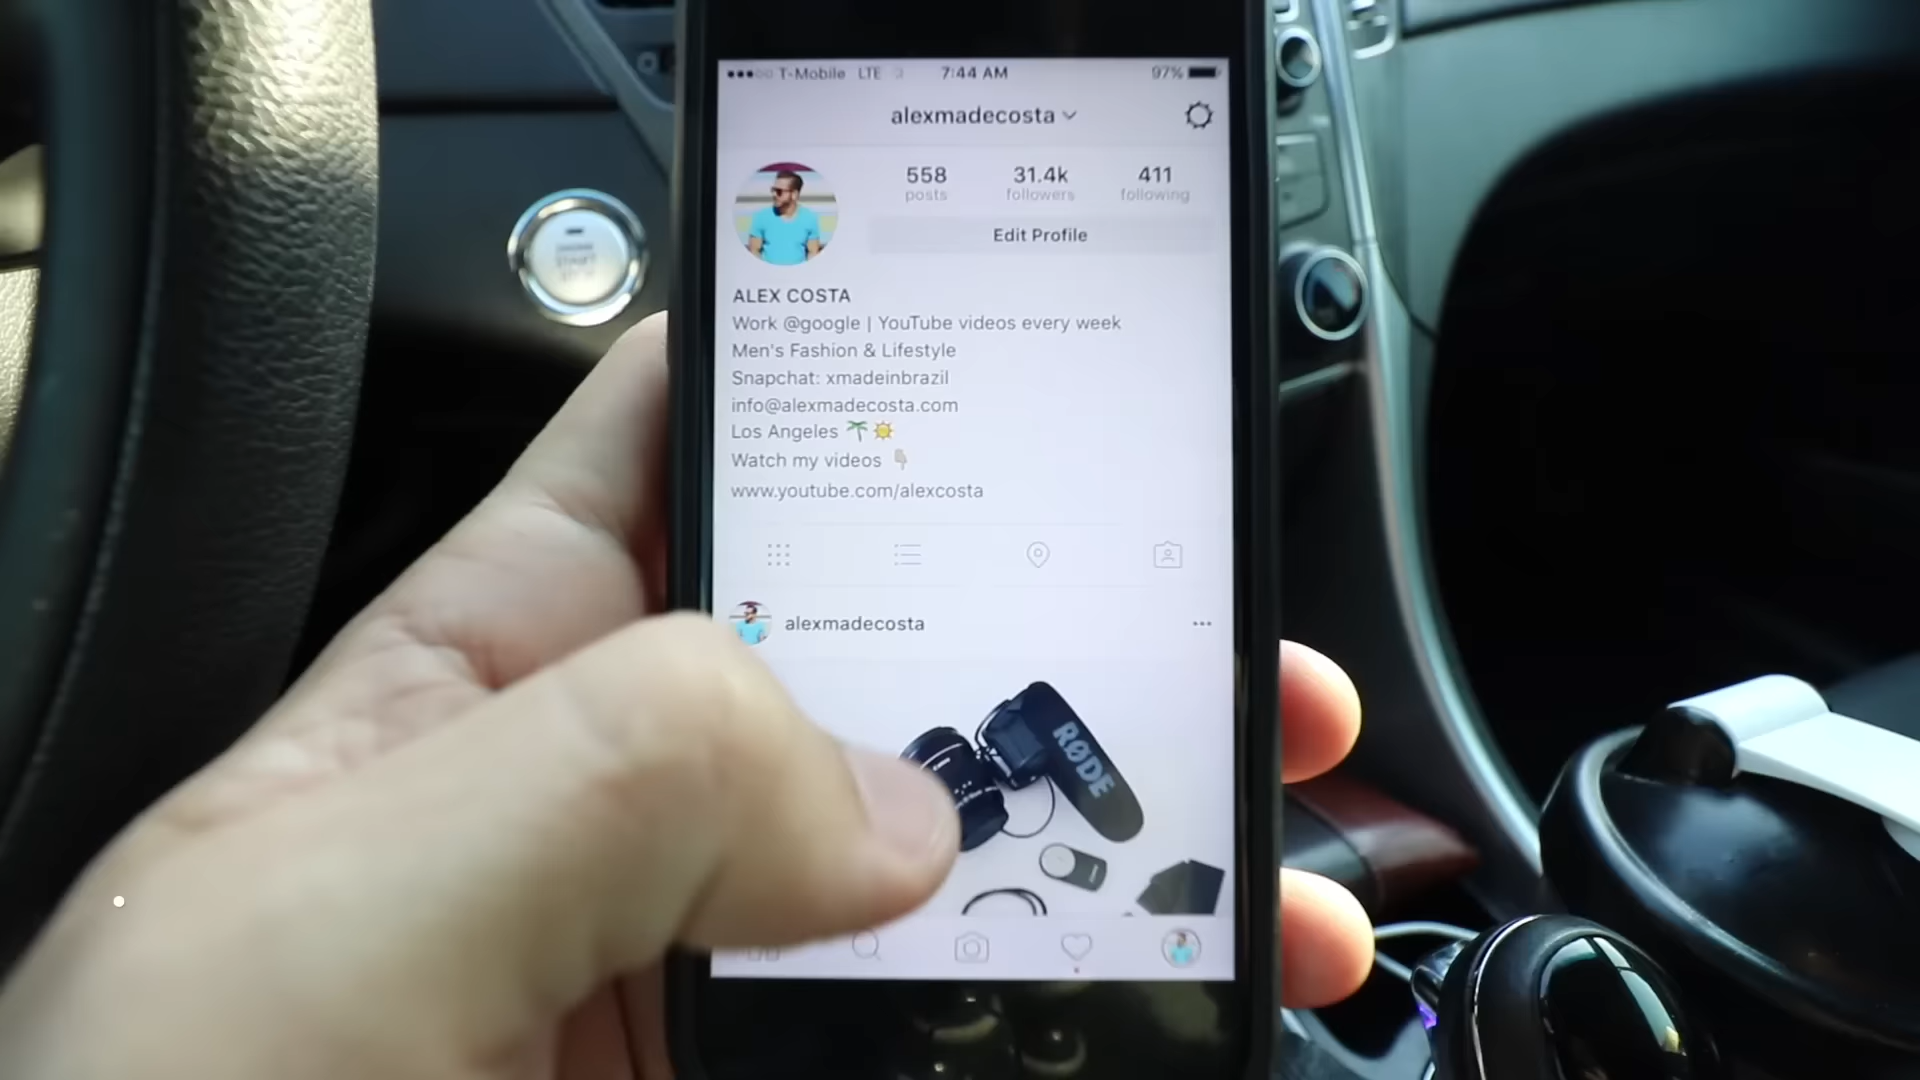 T-Mobile LTE 7:44 AM 97%
alexmadecosta
558 31.4k 411
posts followers following
Edit Profile
ALEX COSTA
Work @google | YouTube videos every week
Men's Fashion & Lifestyle
Snapchat: xmadeinbrazil
info@alexmadecosta.com
Los Angeles 🌴☀️
Watch my videos 👇
www.youtube.com/alexcosta
alexmadecosta
RØDE